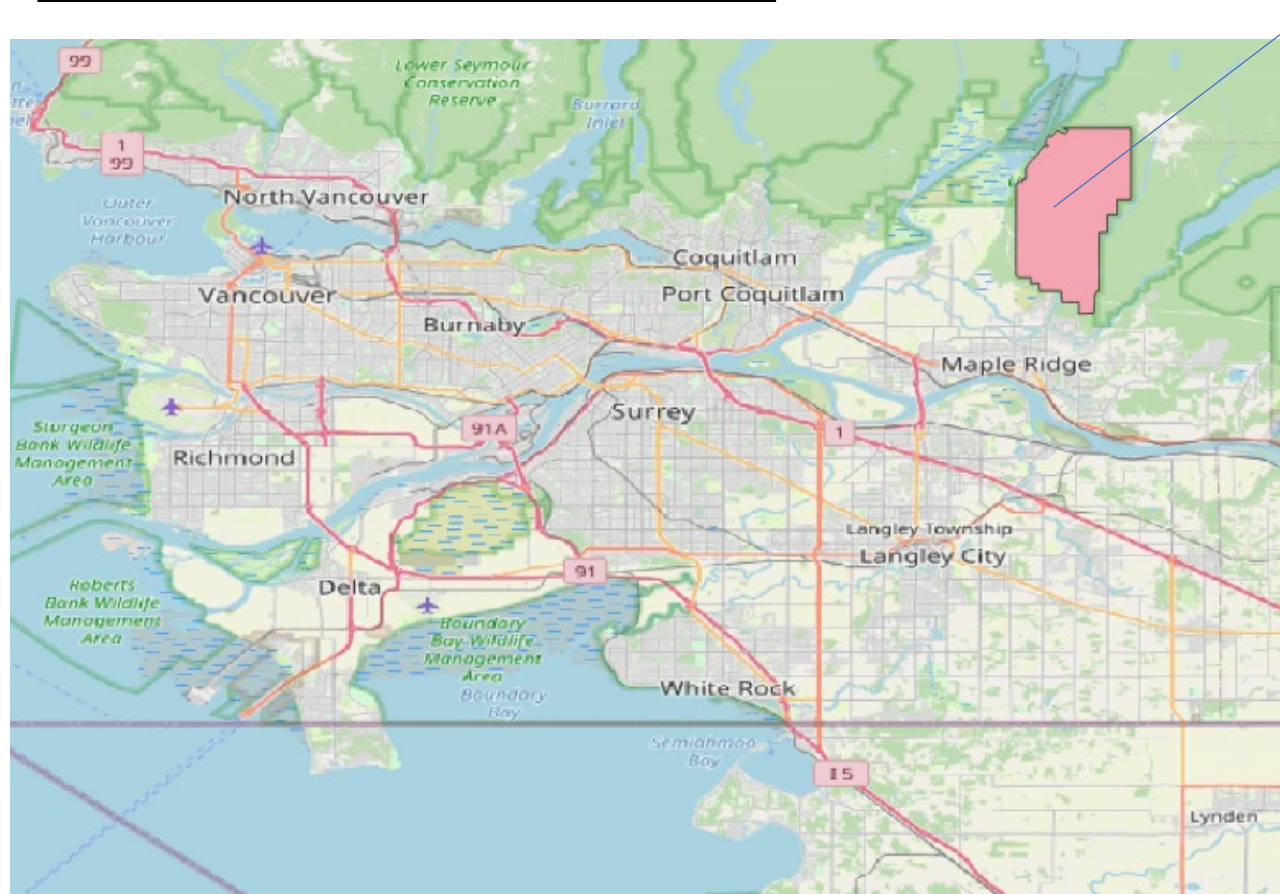 99
Lower Seymour
Conservation
Reserve
Burrard
Inlet
1
99
North Vancouver
Outer
Vancouver
Harbour
Coquitlam
Vancouver
Port Coquitlam
Burnaby
Maple Ridge
Surrey
91A
1
Sturgeon
Bank Wildlife
Management
Area
Richmond
Langley Township
Langley City
91
Delta
Roberts
Bank Wildlife
Management
Area
Boundary
Bay Wildlife
Management
Area
Boundary
Bay
White Rock
Semiahmoo
Bay
I 5
Lynden